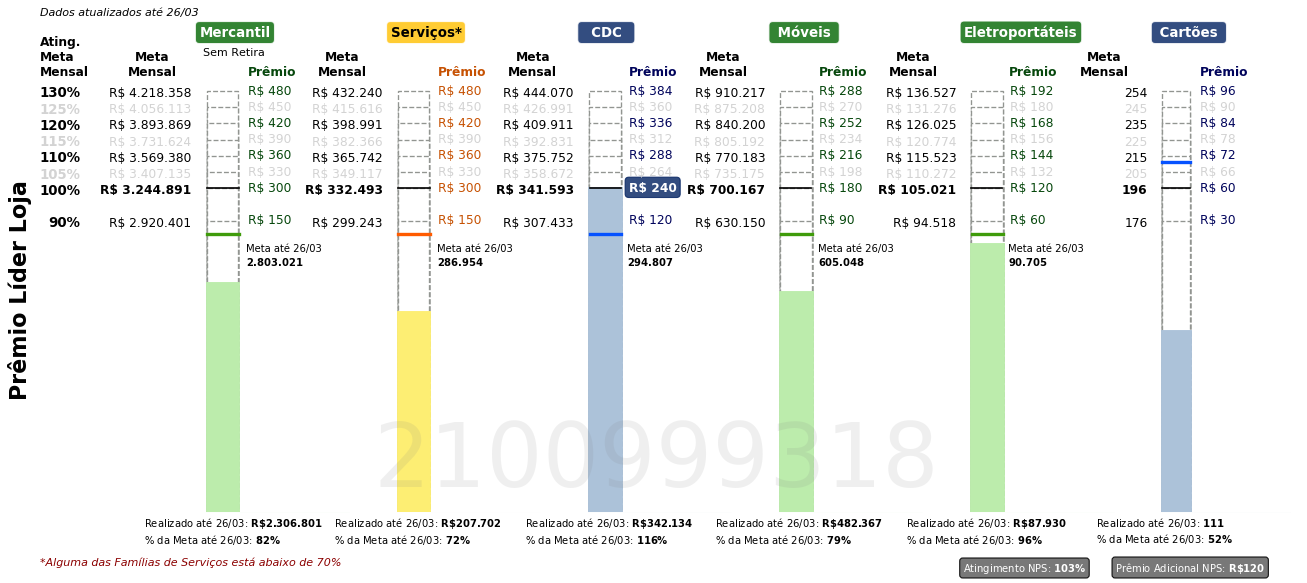 Dados atualizados até 26/03
Mercantil Serviços* CDC Móveis Eletroportáteis Cartões
Sem Retira
Ating. Meta Mensal
Meta Mensal Prêmio Meta Mensal Prêmio Meta Mensal Prêmio Meta Mensal Prêmio Meta Mensal Prêmio Meta Mensal Prêmio
130% R$ 4.218.358 R$ 480 R$ 432.240 R$ 480 R$ 444.070 R$ 384 R$ 910.217 R$ 288 R$ 136.527 R$ 192 254 R$ 96
125% R$ 4.056.113 R$ 450 R$ 415.616 R$ 450 R$ 426.991 R$ 360 R$ 875.208 R$ 270 R$ 131.276 R$ 180 245 R$ 90
120% R$ 3.893.869 R$ 420 R$ 398.991 R$ 420 R$ 409.911 R$ 336 R$ 840.200 R$ 252 R$ 126.025 R$ 168 235 R$ 84
115% R$ 3.731.624 R$ 390 R$ 382.366 R$ 390 R$ 392.831 R$ 312 R$ 805.192 R$ 234 R$ 120.774 R$ 156 225 R$ 78
110% R$ 3.569.380 R$ 360 R$ 365.742 R$ 360 R$ 375.752 R$ 288 R$ 770.183 R$ 216 R$ 115.523 R$ 144 215 R$ 72
105% R$ 3.407.135 R$ 330 R$ 349.117 R$ 330 R$ 358.672 R$ 264 R$ 735.175 R$ 198 R$ 110.272 R$ 132 205 R$ 66
100% R$ 3.244.891 R$ 300 R$ 332.493 R$ 300 R$ 341.593 R$ 240 R$ 700.167 R$ 180 R$ 105.021 R$ 120 196 R$ 60
90% R$ 2.920.401 R$ 150 R$ 299.243 R$ 150 R$ 307.433 R$ 120 R$ 630.150 R$ 90 R$ 94.518 R$ 60 176 R$ 30
Meta até 26/03 Meta até 26/03 Meta até 26/03 Meta até 26/03 Meta até 26/03
2.803.021 286.954 294.807 605.048 90.705
Prêmio Líder Loja
2100999318
Realizado até 26/03: R$2.306.801 Realizado até 26/03: R$207.702 Realizado até 26/03: R$342.134 Realizado até 26/03: R$482.367 Realizado até 26/03: R$87.930 Realizado até 26/03: 111
% da Meta até 26/03: 82% % da Meta até 26/03: 72% % da Meta até 26/03: 116% % da Meta até 26/03: 79% % da Meta até 26/03: 96% % da Meta até 26/03: 52%
*Alguma das Famílias de Serviços está abaixo de 70%
Atingimento NPS: 103% Prêmio Adicional NPS: R$120